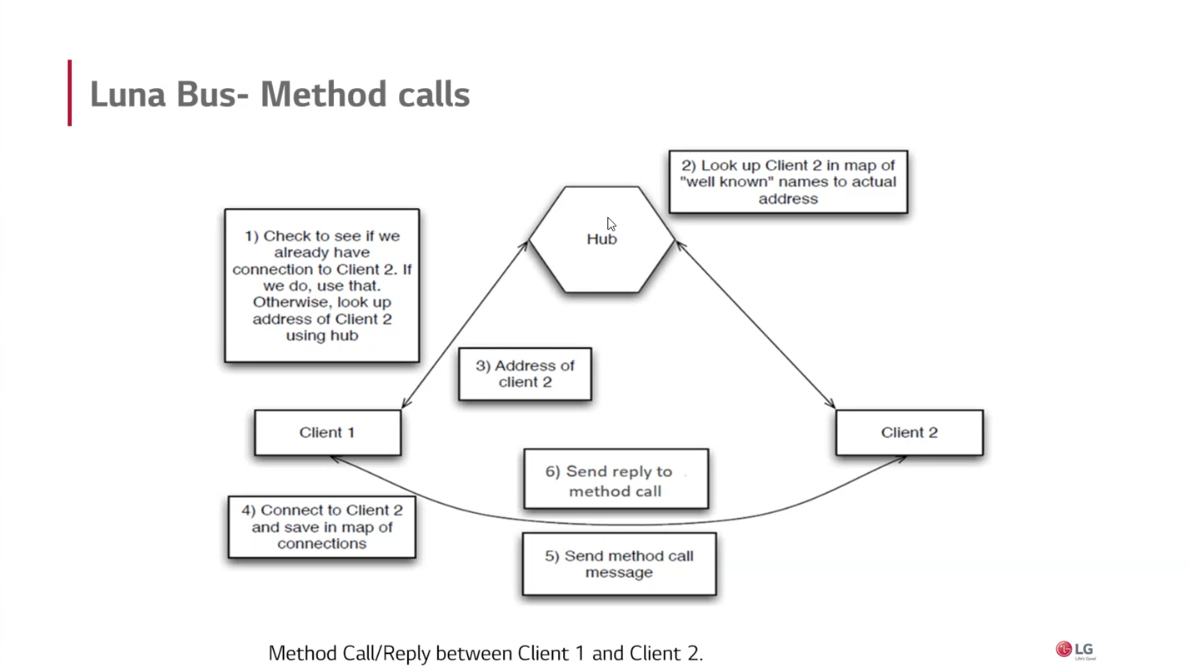 Luna Bus- Method calls
2) Look up Client 2 in map of
"well known" names to actual
address
Hub
1) Check to see if we
already have
connection to Client 2. If
we do, use that.
Otherwise, look up
address of Client 2
using hub
3) Address of
client 2
Client 1
Client 2
6) Send reply to
method call
4) Connect to Client 2
and save in map of
connections
5) Send method call
message
Method Call/Reply between Client 1 and Client 2.
LG
Life's Good